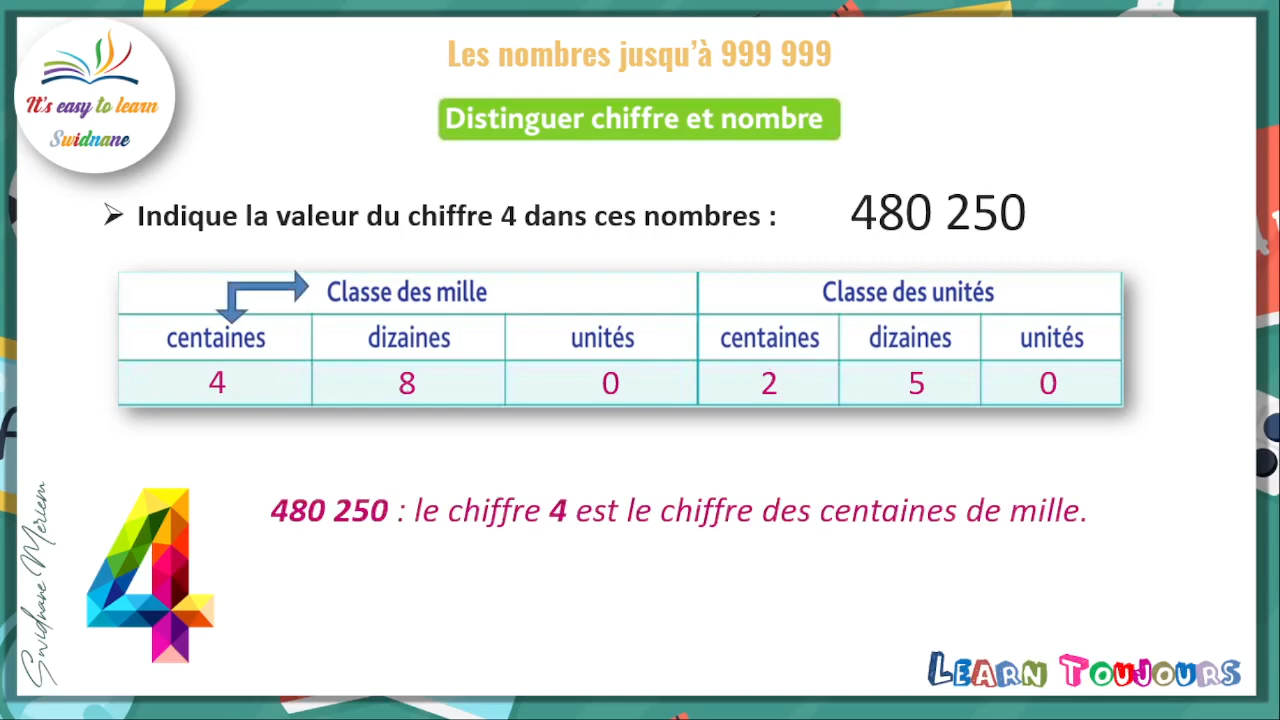 It's easy to learn
Swidnane
Les nombres jusqu'à 999 999
Distinguer chiffre et nombre
➢ Indique la valeur du chiffre 4 dans ces nombres : 480 250
Classe des mille Classe des unités
centaines dizaines unités centaines dizaines unités
4 8 0 2 5 0
480 250 : le chiffre 4 est le chiffre des centaines de mille.
4
Swidnane Meriem
Learn Toujours